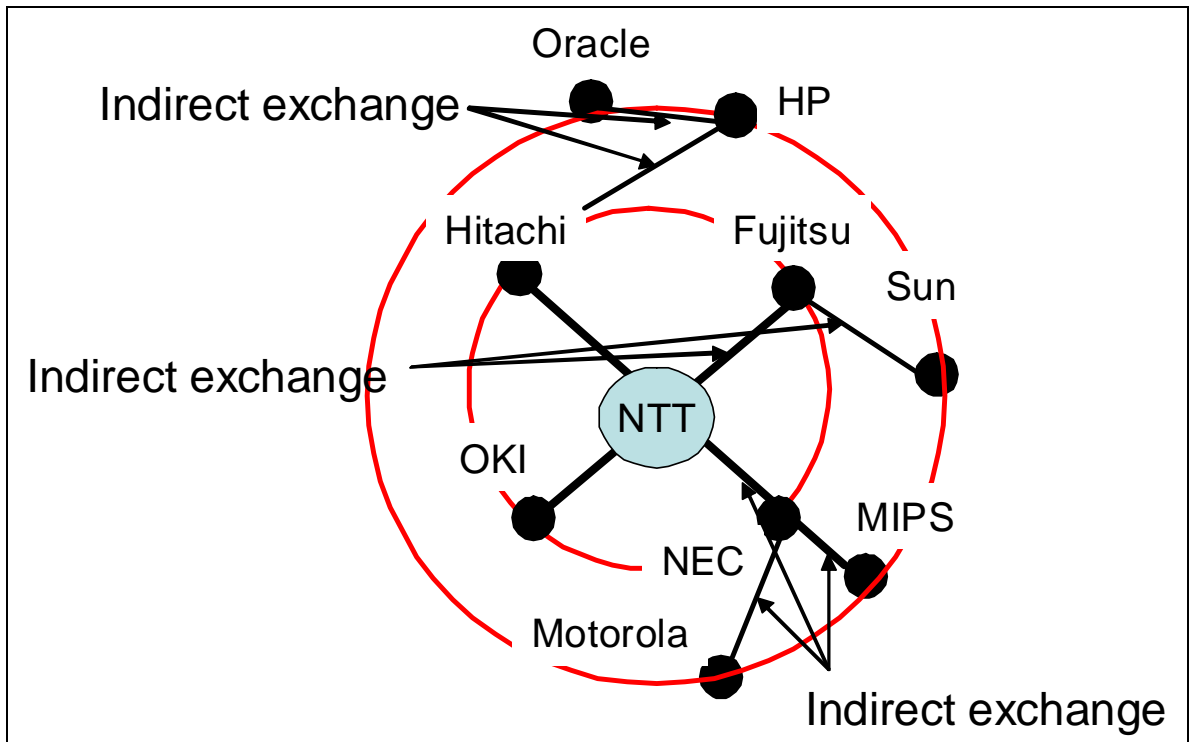 Oracle
HP
Indirect exchange
Hitachi
Fujitsu
Sun
Indirect exchange
NTT
OKI
MIPS
NEC
Motorola
Indirect exchange